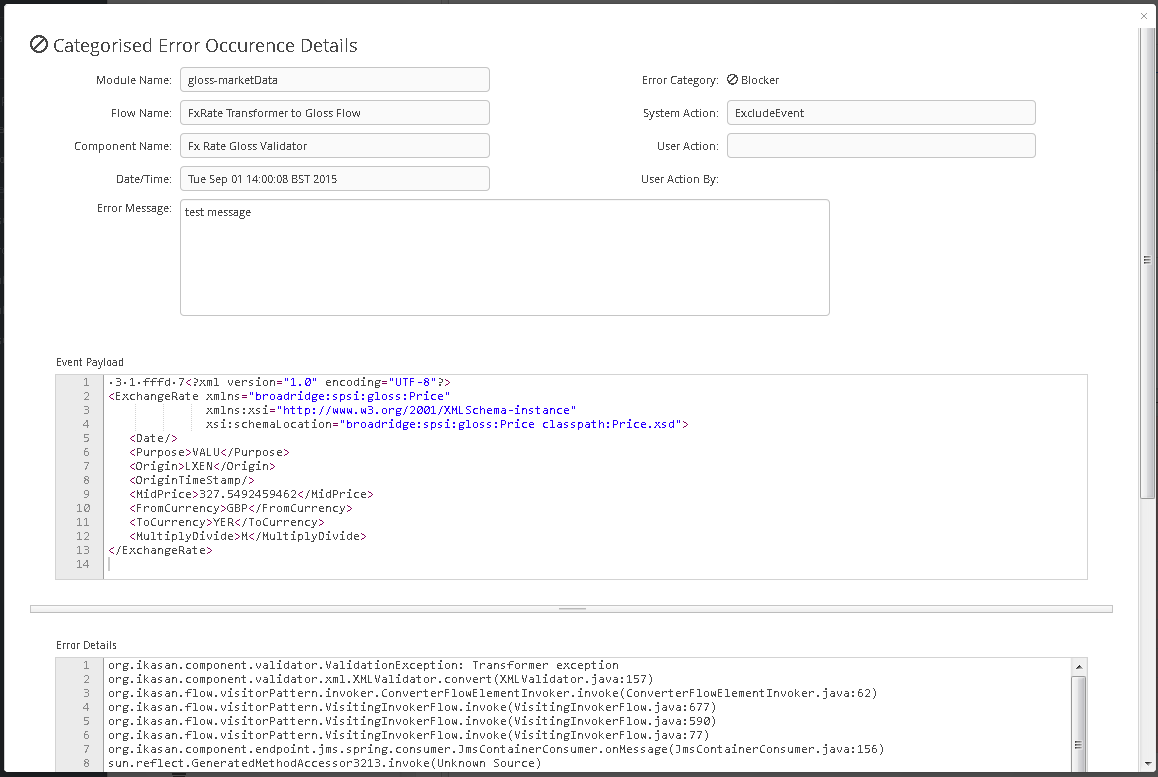 Categorised Error Occurence Details
Module Name: gloss-marketData
Error Category: Blocker
Flow Name: FxRate Transformer to Gloss Flow
System Action: ExcludeEvent
Component Name: Fx Rate Gloss Validator
User Action:
Date/Time: Tue Sep 01 14:00:08 BST 2015
User Action By:
Error Message: test message
Event Payload
1 ·3·1·fffd·7<?xml version="1.0" encoding="UTF-8"?>
2 <ExchangeRate xmlns="broadridge:spsi:gloss:Price"
3 xmlns:xsi="http://www.w3.org/2001/XMLSchema-instance"
4 xsi:schemaLocation="broadridge:spsi:gloss:Price classpath:Price.xsd">
5 <Date/>
6 <Purpose>VALU</Purpose>
7 <Origin>LXEN</Origin>
8 <OriginTimeStamp/>
9 <MidPrice>327.5492459462</MidPrice>
10 <FromCurrency>GBP</FromCurrency>
11 <ToCurrency>YER</ToCurrency>
12 <MultiplyDivide>M</MultiplyDivide>
13 </ExchangeRate>
14
Error Details
1 org.ikasan.component.validator.ValidationException: Transformer exception
2 org.ikasan.component.validator.xml.XMLValidator.convert(XMLValidator.java:157)
3 org.ikasan.flow.visitorPattern.invoker.ConverterFlowElementInvoker.invoke(ConverterFlowElementInvoker.java:62)
4 org.ikasan.flow.visitorPattern.VisitingInvokerFlow.invoke(VisitingInvokerFlow.java:677)
5 org.ikasan.flow.visitorPattern.VisitingInvokerFlow.invoke(VisitingInvokerFlow.java:590)
6 org.ikasan.flow.visitorPattern.VisitingInvokerFlow.invoke(VisitingInvokerFlow.java:77)
7 org.ikasan.component.endpoint.jms.spring.consumer.JmsContainerConsumer.onMessage(JmsContainerConsumer.java:156)
8 sun.reflect.GeneratedMethodAccessor3213.invoke(Unknown Source)